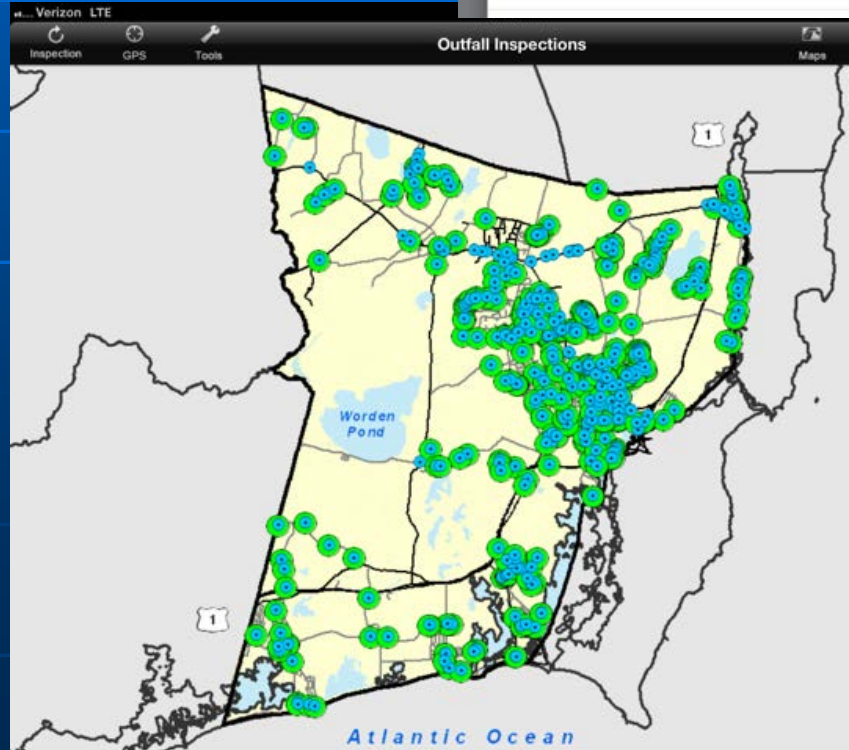 Verizon LTE
Inspection GPS Tools Outfall Inspections Maps
1
Worden
Pond
1
Atlantic Ocean